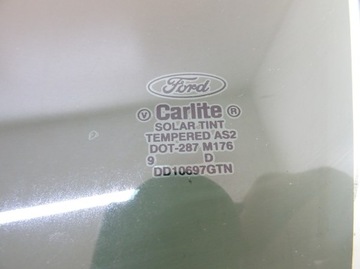 Ford
V Carlite ®
SOLAR TINT
TEMPERED AS2
DOT-287 M176
9 D
DD10697GTN